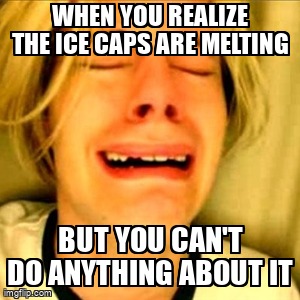 WHEN YOU REALIZE
THE ICE CAPS ARE MELTING
BUT YOU CAN'T
DO ANYTHING ABOUT IT
imgflip.com